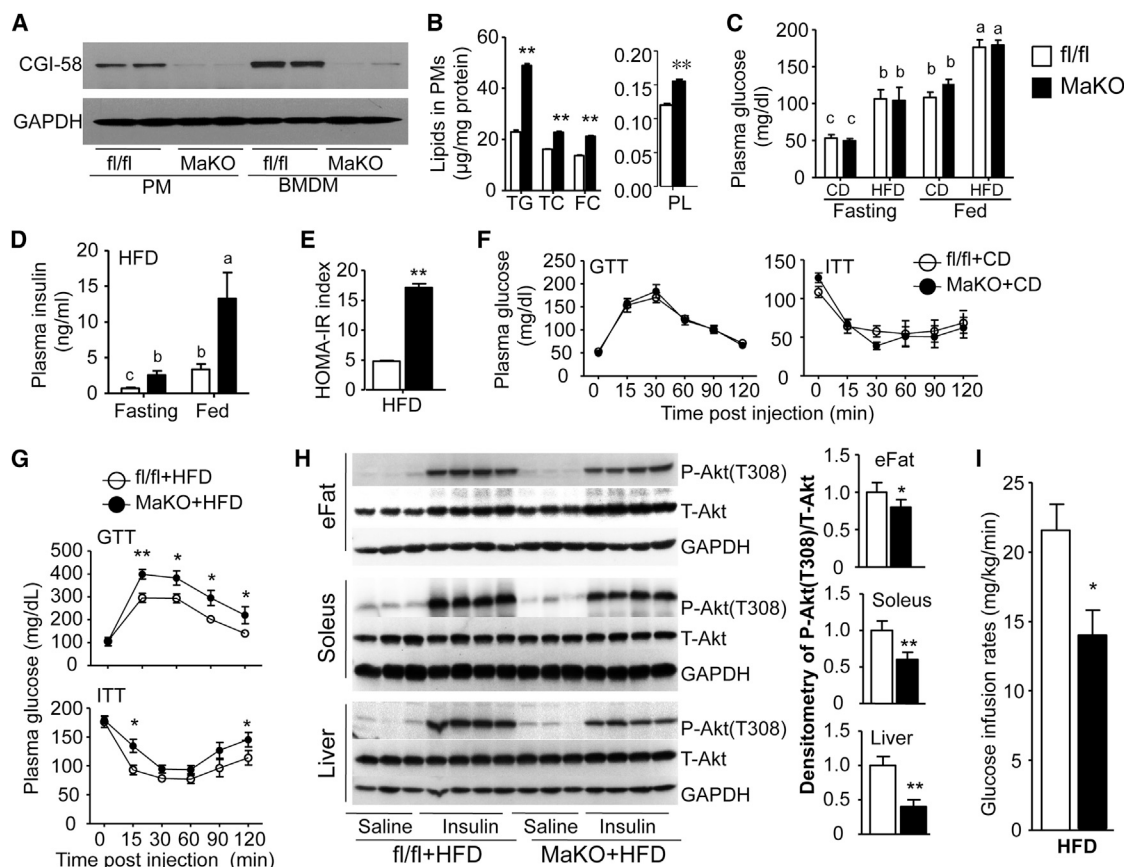 A
CGI-58
GAPDH
fl/fl MaKO fl/fl MaKO
PM BMDM
B
Lipids in PMs
(µg/mg protein)
60
40
20
0
** ** **
TG TC FC
0.20
0.15
0.10
0.05
0.00
**
PL
C
Plasma glucose
(mg/dl)
200
150
100
50
0
c c b b b b a a
CD HFD CD HFD
Fasting Fed
fl/fl
MaKO
D
HFD
Plasma insulin
(ng/ml)
20
15
10
5
0
c b b a
Fasting Fed
E
HOMA-IR index
20
15
10
5
0
**
HFD
F
GTT
Plasma glucose
(mg/dl)
250
200
150
100
50
0 15 30 60 90 120
ITT
150
100
50
0
0 15 30 60 90 120
fl/fl+CD
MaKO+CD
Time post injection (min)
G
fl/fl+HFD
MaKO+HFD
GTT
500
400
300
200
100
0
** * * *
ITT
200
150
100
50
0
* *
0 15 30 60 90 120
Plasma glucose (mg/dL)
Time post injection (min)
H
eFat
P-Akt(T308)
T-Akt
GAPDH
Soleus
P-Akt(T308)
T-Akt
GAPDH
Liver
P-Akt(T308)
T-Akt
GAPDH
Saline Insulin Saline Insulin
fl/fl+HFD MaKO+HFD
Densitometry of P-Akt(T308)/T-Akt
eFat
1.5
1.0
0.5
0
*
Soleus
1.5
1.0
0.5
0
**
Liver
1.5
1.0
0.5
0
**
I
Glucose infusion rates (mg/kg/min)
25
20
15
10
5
0
*
HFD